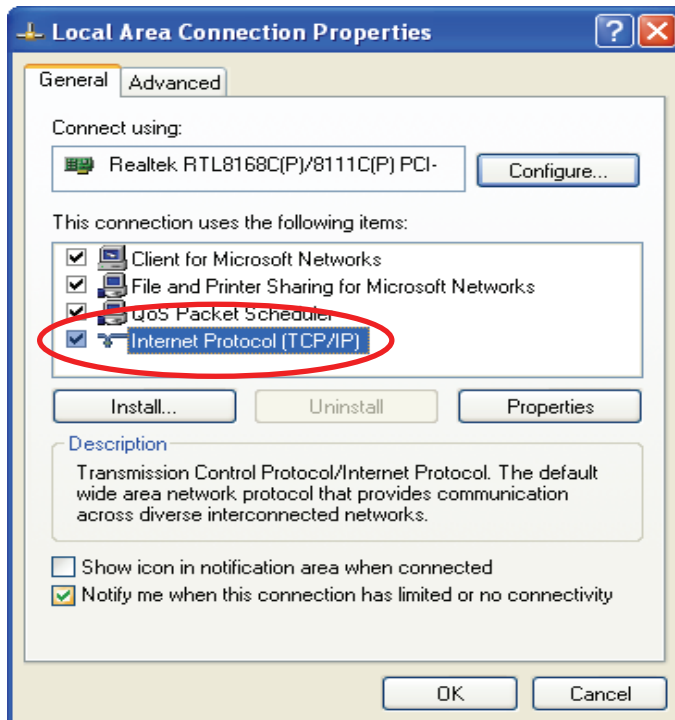 Local Area Connection Properties
General
Advanced
Connect using:
Realtek RTL8168C(P)/8111C(P) PCI-
Configure...
This connection uses the following items:
Client for Microsoft Networks
File and Printer Sharing for Microsoft Networks
QoS Packet Scheduler
Internet Protocol (TCP/IP)
Install...
Uninstall
Properties
Description
Transmission Control Protocol/Internet Protocol. The default
wide area network protocol that provides communication
across diverse interconnected networks.
Show icon in notification area when connected
Notify me when this connection has limited or no connectivity
OK
Cancel